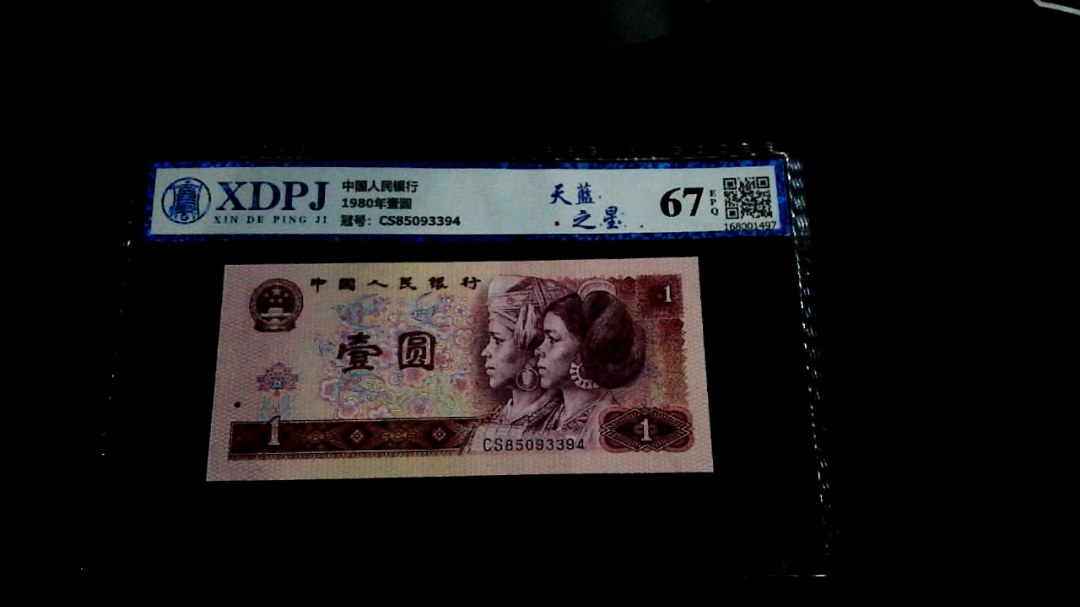 XDPJ
XIN DE PING JI
中国人民银行
1980年壹圆
冠号: CS85093394
天蓝
之星
67
EPQ
168001497
中国人民银行
1
壹圆
1
1
CS85093394